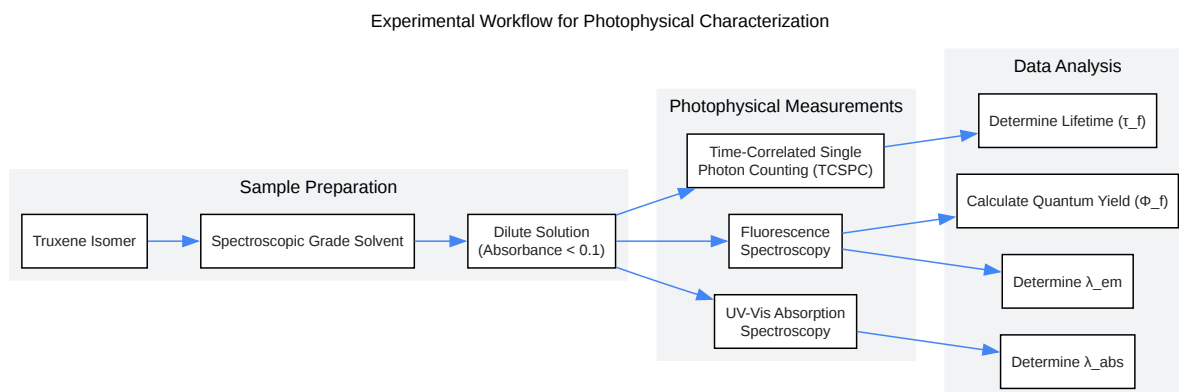 Experimental Workflow for Photophysical Characterization
Sample Preparation
Truxene Isomer
Spectroscopic Grade Solvent
Dilute Solution
(Absorbance < 0.1)
Photophysical Measurements
Time-Correlated Single
Photon Counting (TCSPC)
Fluorescence
Spectroscopy
UV-Vis Absorption
Spectroscopy
Data Analysis
Determine Lifetime (τ_f)
Calculate Quantum Yield (Φ_f)
Determine λ_em
Determine λ_abs